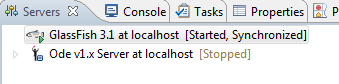 Servers Console Tasks Properties
GlassFish 3.1 at localhost [Started, Synchronized]
Ode v1.x Server at localhost [Stopped]